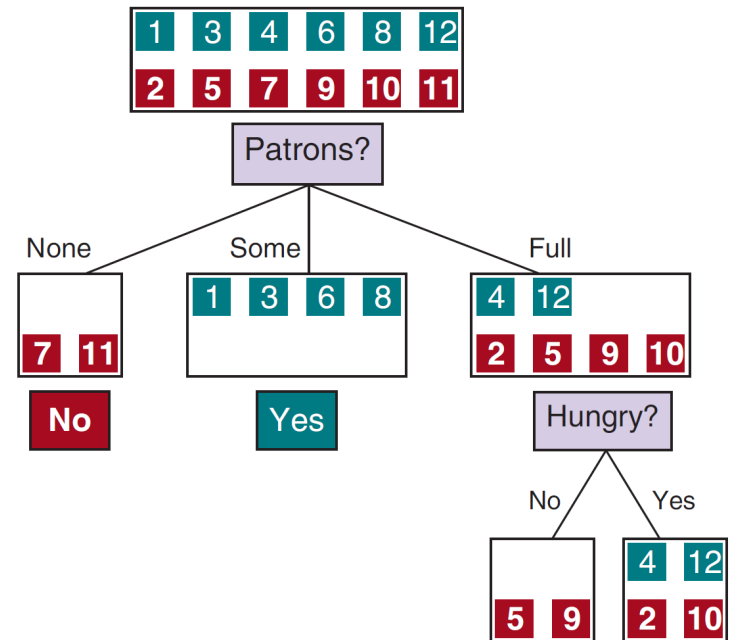 1 3 4 6 8 12
2 5 7 9 10 11
Patrons?
None Some Full
1 3 6 8 4 12
7 11 2 5 9 10
No Yes Hungry?
No Yes
4 12
5 9 2 10